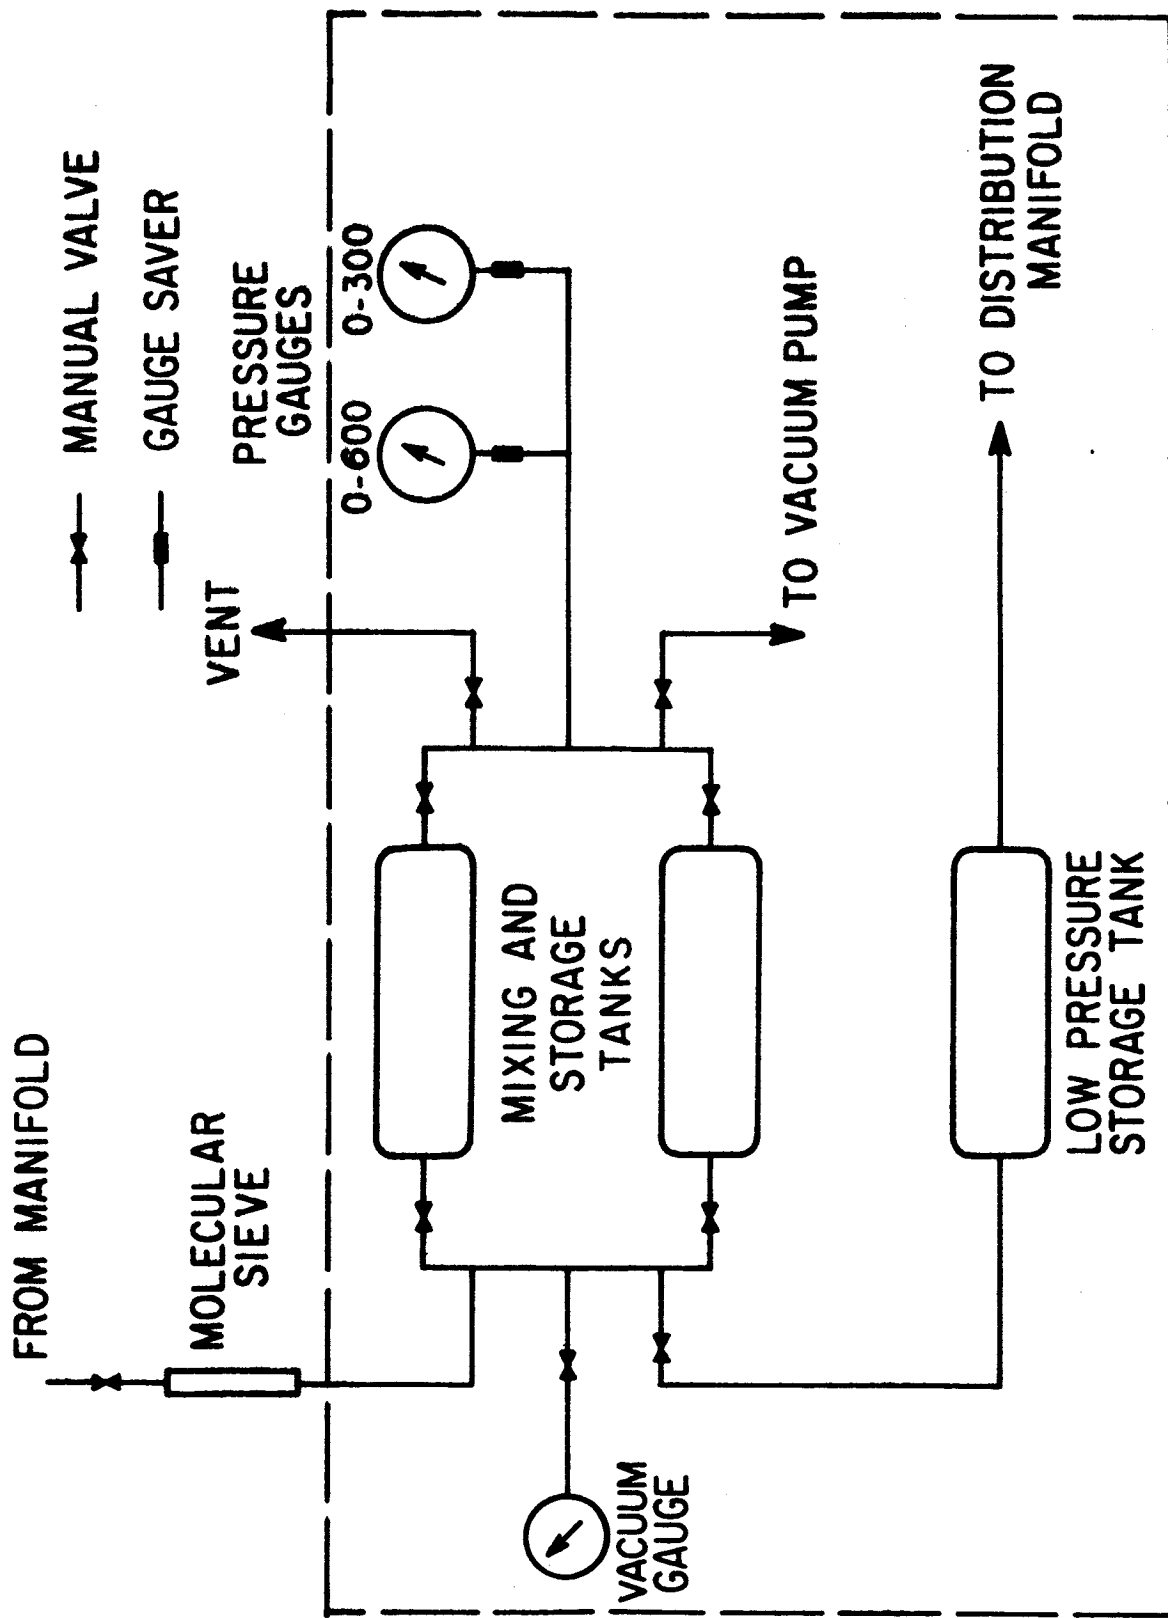 FROM MANIFOLD
MOLECULAR
SIEVE
VENT
MANUAL VALVE
GAUGE SAVER
PRESSURE
GAUGES
0-600
0-300
VACUUM
GAUGE
MIXING AND
STORAGE
TANKS
TO VACUUM PUMP
LOW PRESSURE
STORAGE TANK
TO DISTRIBUTION
MANIFOLD